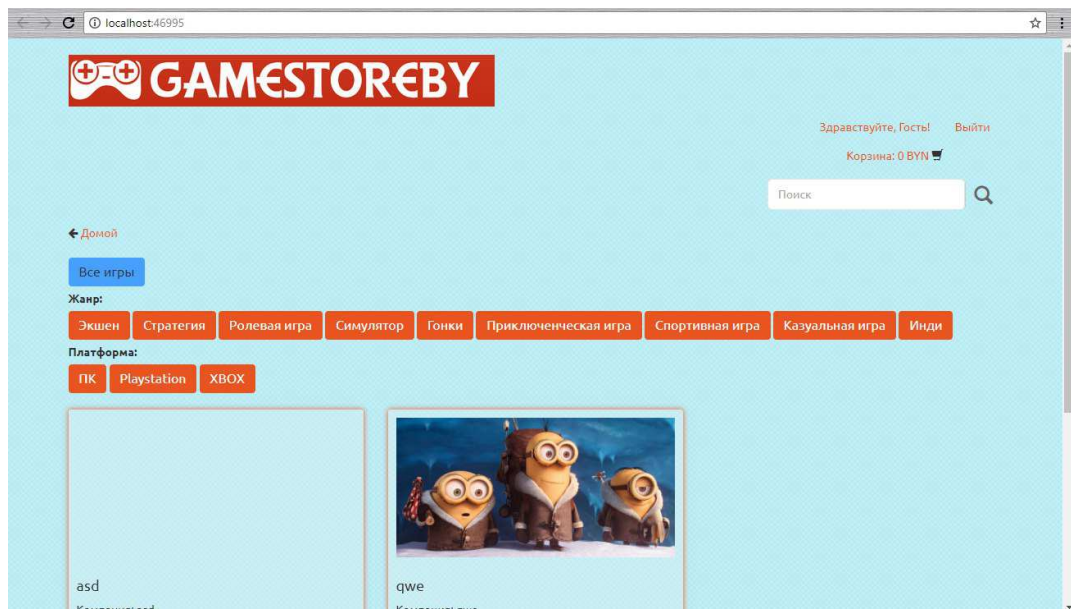 localhost:46995
GAMESTOREBY
Здравствуйте, Гость! Выйти
Корзина: 0 BYN
Поиск
Домой
Все игры
Жанр:
Экшен Стратегия Ролевая игра Симулятор Гонки Приключенческая игра Спортивная игра Казуальная игра Инди
Платформа:
ПК Playstation XBOX
asd qwe